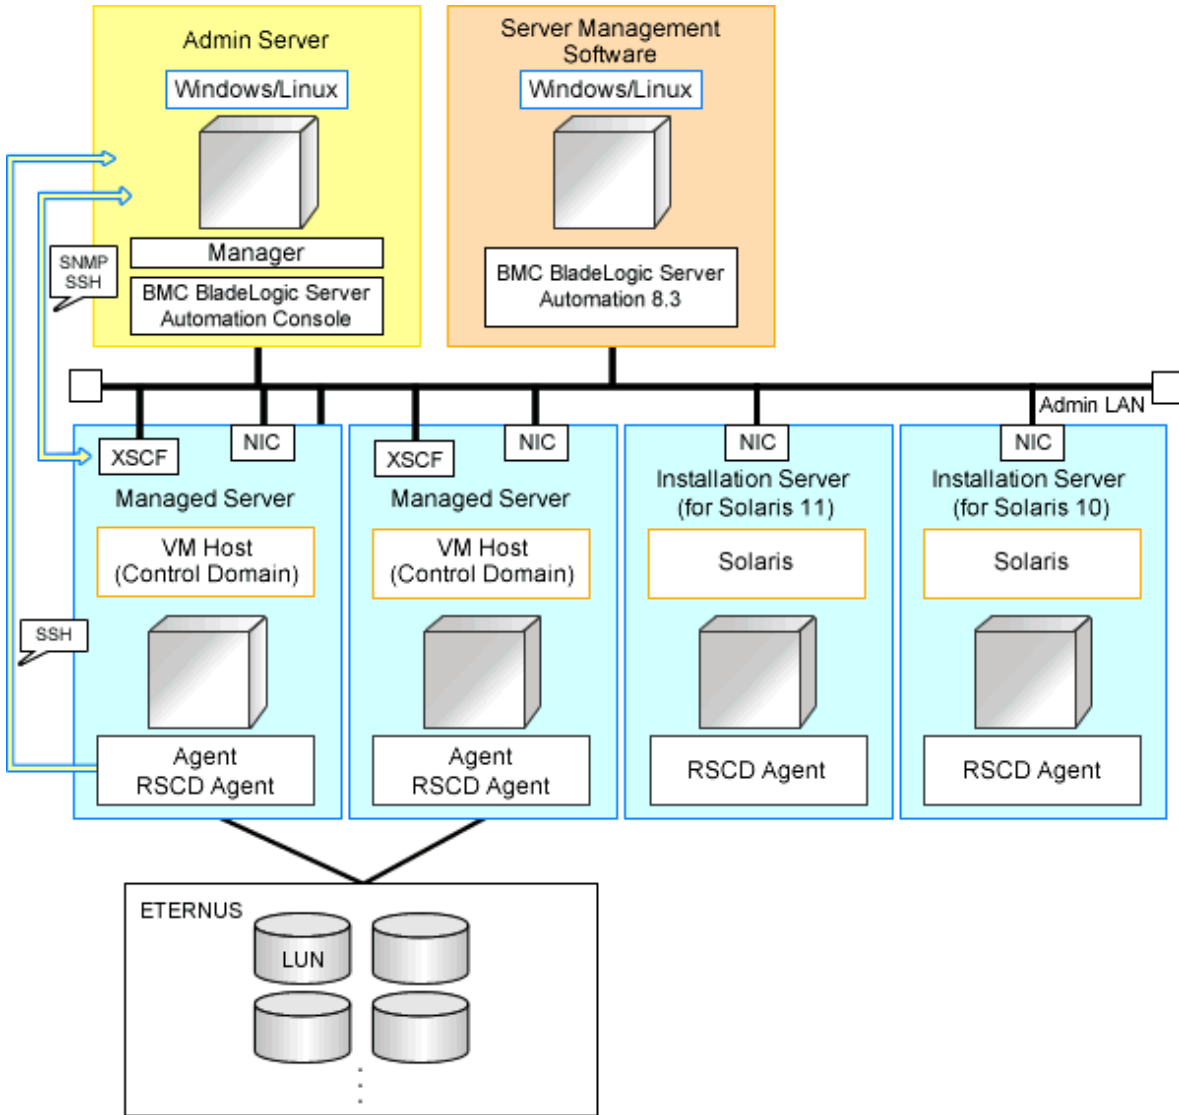 Admin Server
Windows/Linux
Manager
BMC BladeLogic Server
Automation Console
Server Management
Software
Windows/Linux
BMC BladeLogic Server
Automation 8.3
SNMP
SSH
Admin LAN
XSCF
NIC
Managed Server
VM Host
(Control Domain)
Agent
RSCD Agent
SSH
XSCF
NIC
Managed Server
VM Host
(Control Domain)
Agent
RSCD Agent
NIC
Installation Server
(for Solaris 11)
Solaris
RSCD Agent
NIC
Installation Server
(for Solaris 10)
Solaris
RSCD Agent
ETERNUS
LUN